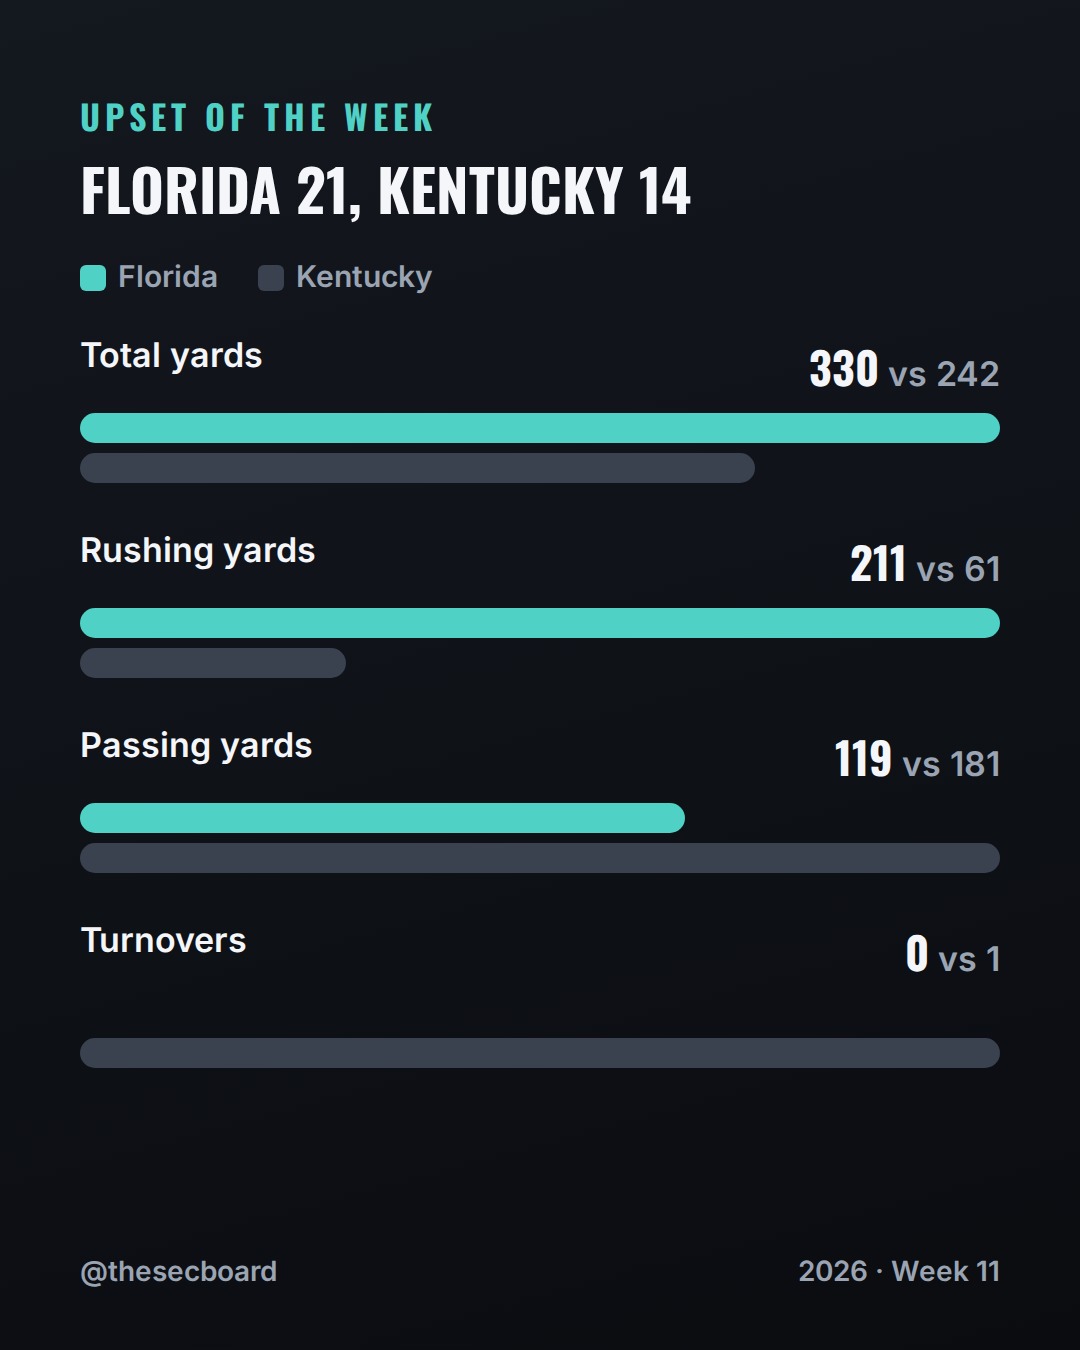 UPSET OF THE WEEK
FLORIDA 21, KENTUCKY 14
Florida Kentucky
Total yards 330 vs 242
Rushing yards 211 vs 61
Passing yards 119 vs 181
Turnovers 0 vs 1
@thesecboard 2026 · Week 11